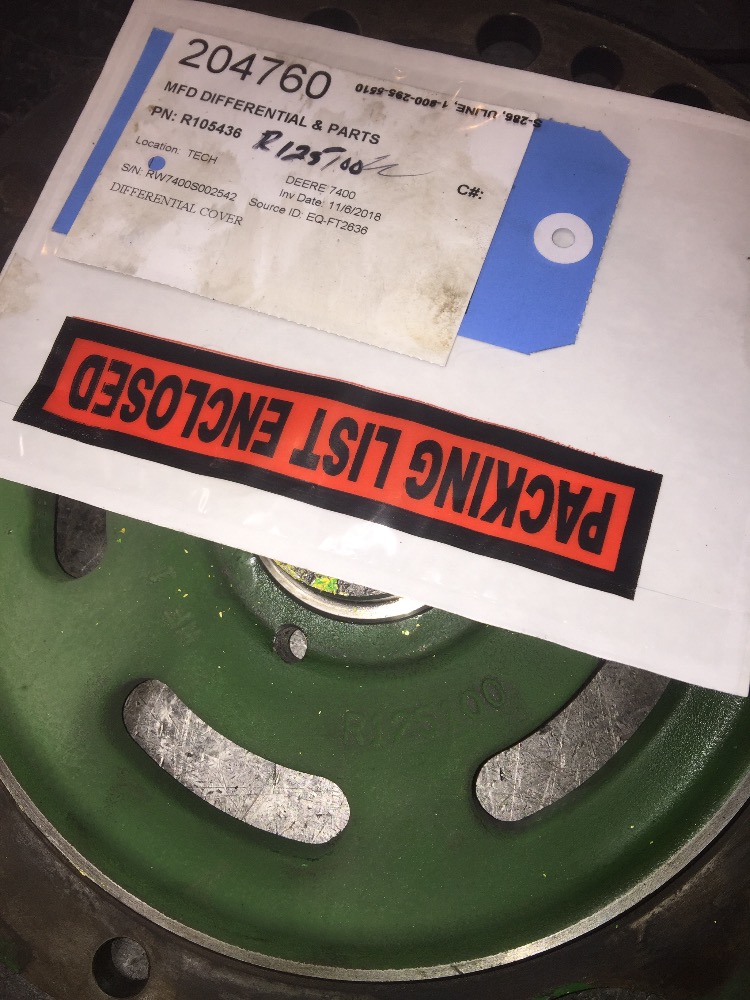 204760
S-286, ULINE, 1-800-295-5510
MFD DIFFERENTIAL & PARTS
PN: R105436 R125700
C#:
Location: TECH
DEERE 7400
S/N: RW7400S002542 Inv Date: 11/6/2018
DIFFERENTIAL COVER Source ID: EQ-FT2636
PACKING LIST ENCLOSED